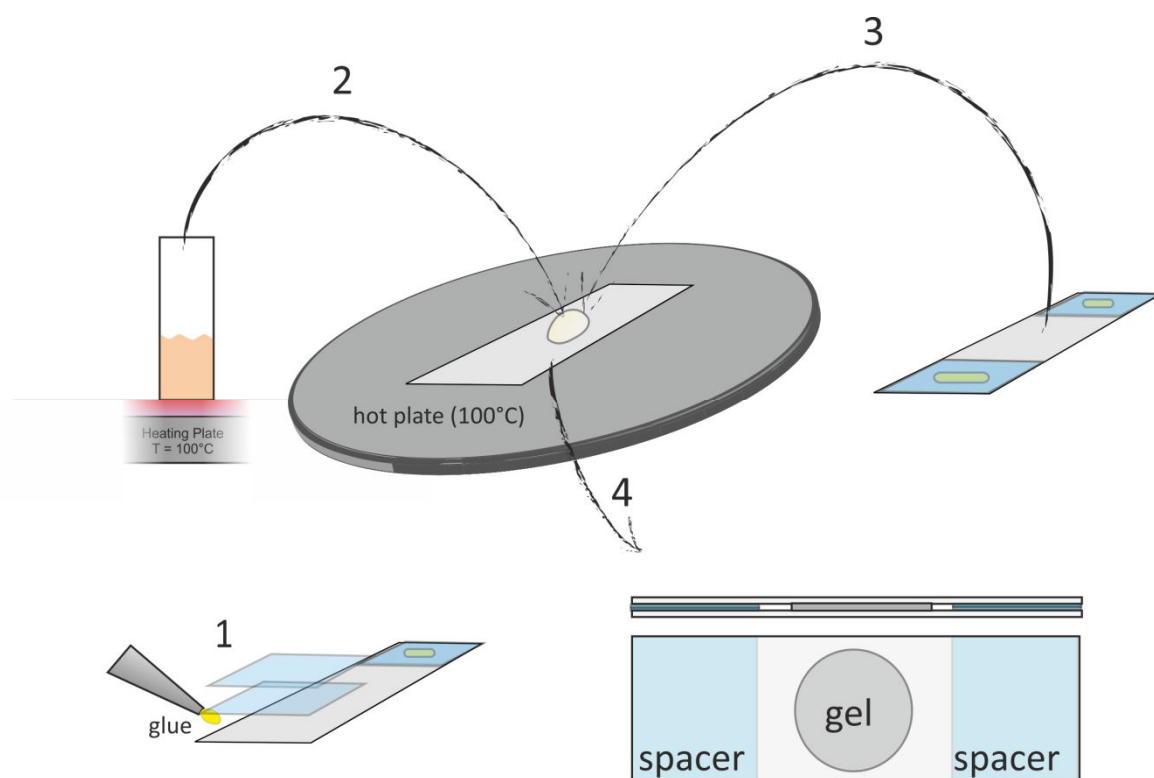 3
2
Heating Plate
T = 100°C
hot plate (100°C)
4
1
glue
gel
spacer
spacer